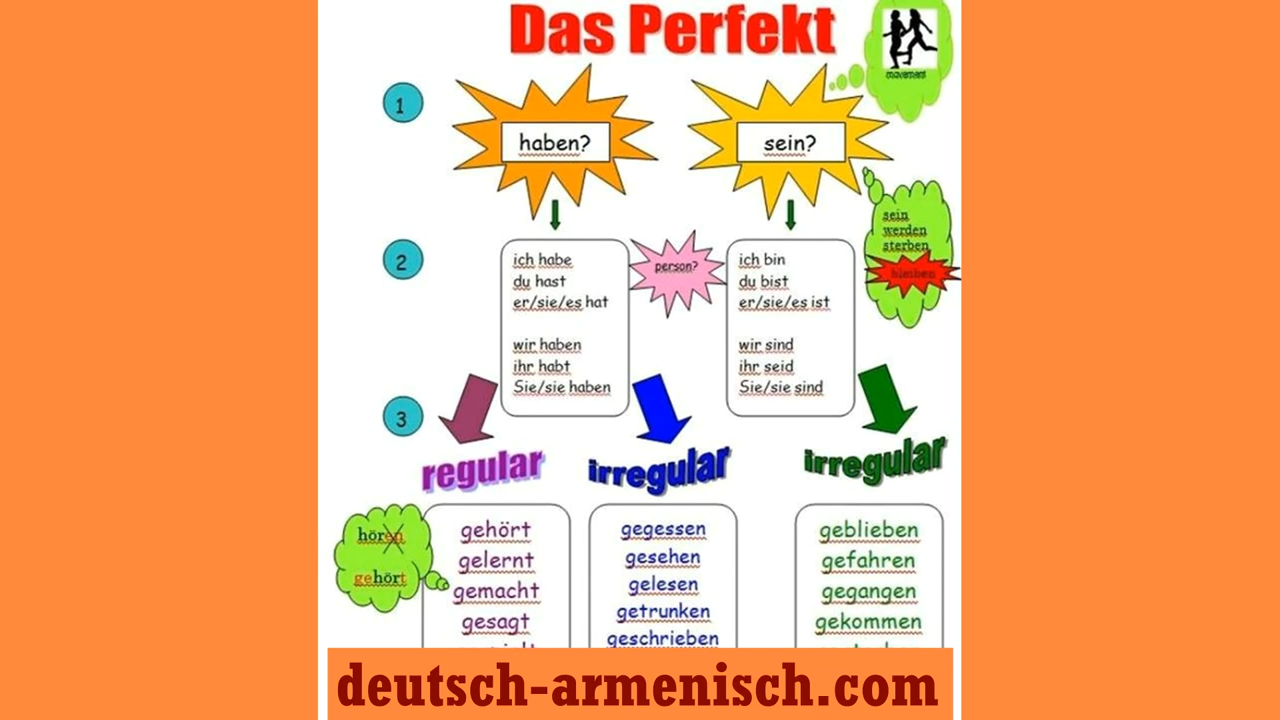 Das Perfekt
movement
1
haben?
sein?
2
ich habe
du hast
er/sie/es hat
wir haben
ihr habt
Sie/sie haben
person?
ich bin
du bist
er/sie/es ist
wir sind
ihr seid
Sie/sie sind
sein
werden
sterben
bleiben
3
regular
irregular
irregular
hören
gehört
gehört
gelernt
gemacht
gesagt
gegessen
gesehen
gelesen
getrunken
geschrieben
geblieben
gefahren
gegangen
gekommen
deutsch-armenisch.com